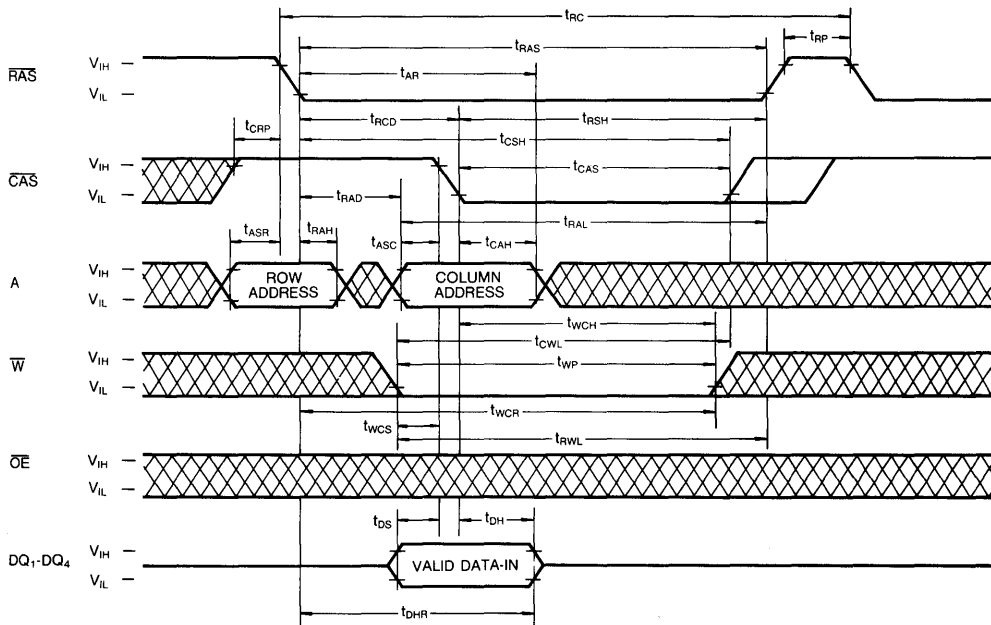 tRC
tRAS
tRP
tAR
RAS
VIH
VIL
tRCD
tRSH
tCRP
tCSH
CAS
VIH
VIL
tCAS
tRAD
tRAL
tASR
tRAH
tASC
tCAH
A
VIH
VIL
ROW
ADDRESS
COLUMN
ADDRESS
tWCH
tCWL
W
VIH
VIL
tWP
tWCR
tWCS
tRWL
OE
VIH
VIL
tDS
tDH
DQ1-DQ4
VIH
VIL
VALID DATA-IN
tDHR